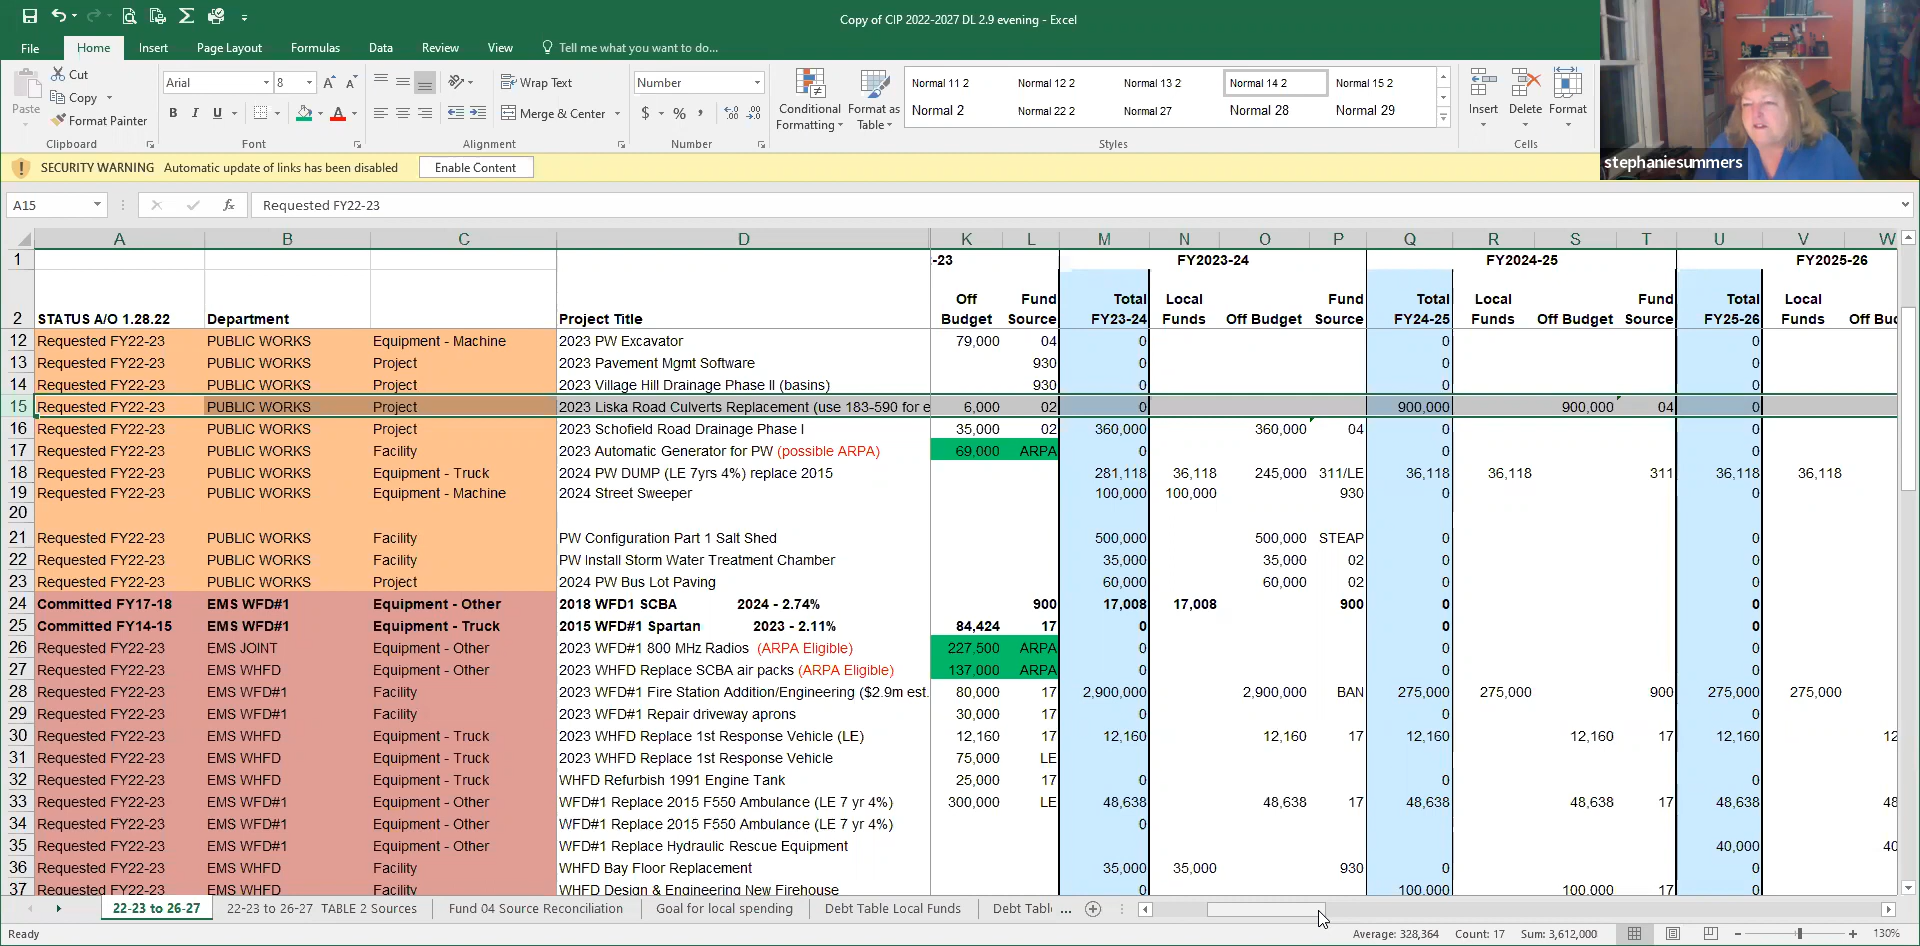 Copy of CIP 2022-2027 DL 2.9 evening - Excel
File Home Insert Page Layout Formulas Data Review View Tell me what you want to do...
Paste Cut Copy Format Painter Clipboard
Arial 8 B I U Font
Wrap Text Merge & Center Alignment
Number $ % , Number
Conditional Formatting Format as Table
Normal 11 2 Normal 12 2 Normal 13 2 Normal 14 2 Normal 15 2
Normal 2 Normal 22 2 Normal 27 Normal 28 Normal 29
Styles
Insert Delete Format Cells
stephaniesummers
SECURITY WARNING Automatic update of links has been disabled Enable Content
A15 fx Requested FY22-23
A B C D K L M N O P Q R S T U V W
1 -23 FY2023-24 FY2024-25 FY2025-26
Off Fund Total Local Fund Total Local Fund Total Local
2 STATUS A/O 1.28.22 Department Project Title Budget Source FY23-24 Funds Off Budget Source FY24-25 Funds Off Budget Source FY25-26 Funds Off Buc
12 Requested FY22-23 PUBLIC WORKS Equipment - Machine 2023 PW Excavator 79,000 04 0 0 0
13 Requested FY22-23 PUBLIC WORKS Project 2023 Pavement Mgmt Software 930 0 0 0
14 Requested FY22-23 PUBLIC WORKS Project 2023 Village Hill Drainage Phase II (basins) 930 0 0 0
15 Requested FY22-23 PUBLIC WORKS Project 2023 Liska Road Culverts Replacement (use 183-590 for e 6,000 02 0 900,000 900,000 04 0
16 Requested FY22-23 PUBLIC WORKS Project 2023 Schofield Road Drainage Phase I 35,000 02 360,000 360,000 04 0 0
17 Requested FY22-23 PUBLIC WORKS Facility 2023 Automatic Generator for PW (possible ARPA) 69,000 ARPA 0 0 0
18 Requested FY22-23 PUBLIC WORKS Equipment - Truck 2024 PW DUMP (LE 7yrs 4%) replace 2015 281,118 36,118 245,000 311/LE 36,118 36,118 311 36,118 36,118
19 Requested FY22-23 PUBLIC WORKS Equipment - Machine 2024 Street Sweeper 100,000 100,000 930 0 0
20
21 Requested FY22-23 PUBLIC WORKS Facility PW Configuration Part 1 Salt Shed 500,000 500,000 STEAP 0 0
22 Requested FY22-23 PUBLIC WORKS Facility PW Install Storm Water Treatment Chamber 35,000 35,000 02 0 0
23 Requested FY22-23 PUBLIC WORKS Project 2024 PW Bus Lot Paving 60,000 60,000 02 0 0
24 Committed FY17-18 EMS WFD#1 Equipment - Other 2018 WFD1 SCBA 2024 - 2.74% 900 17,008 17,008 900 0 0
25 Committed FY14-15 EMS WFD#1 Equipment - Truck 2015 WFD#1 Spartan 2023 - 2.11% 84,424 17 0 0 0
26 Requested FY22-23 EMS JOINT Equipment - Other 2023 WFD#1 800 MHz Radios (ARPA Eligible) 227,500 ARPA 0 0 0
27 Requested FY22-23 EMS WHFD Equipment - Other 2023 WHFD Replace SCBA air packs (ARPA Eligible) 137,000 ARPA 0 0 0
28 Requested FY22-23 EMS WFD#1 Facility 2023 WFD#1 Fire Station Addition/Engineering ($2.9m est. 80,000 17 2,900,000 2,900,000 BAN 275,000 275,000 900 275,000 275,000
29 Requested FY22-23 EMS WFD#1 Facility 2023 WFD#1 Repair driveway aprons 30,000 17 0 0 0
30 Requested FY22-23 EMS WHFD Equipment - Truck 2023 WHFD Replace 1st Response Vehicle (LE) 12,160 17 12,160 12,160 17 12,160 12,160 17 12,160 12
31 Requested FY22-23 EMS WHFD Equipment - Truck 2023 WHFD Replace 1st Response Vehicle 75,000 LE
32 Requested FY22-23 EMS WHFD Equipment - Truck WHFD Refurbish 1991 Engine Tank 25,000 17 0 0 0
33 Requested FY22-23 EMS WFD#1 Equipment - Other WFD#1 Replace 2015 F550 Ambulance (LE 7 yr 4%) 300,000 LE 48,638 48,638 17 48,638 48,638 17 48,638 48
34 Requested FY22-23 EMS WFD#1 Equipment - Other WFD#1 Replace 2015 F550 Ambulance (LE 7 yr 4%) 0
35 Requested FY22-23 EMS WFD#1 Equipment - Other WFD#1 Replace Hydraulic Rescue Equipment 40,000 40
36 Requested FY22-23 EMS WHFD Facility WHFD Bay Floor Replacement 35,000 35,000 930 0 0
37 Requested FY22-23 EMS WHFD Facility WHFD Design & Engineering New Firehouse 0 100,000 100,000 17 0
22-23 to 26-27 22-23 to 26-27 TABLE 2 Sources Fund 04 Source Reconciliation Goal for local spending Debt Table Local Funds Debt Tabl ...
Ready Average: 328,364 Count: 17 Sum: 3,612,000 130%